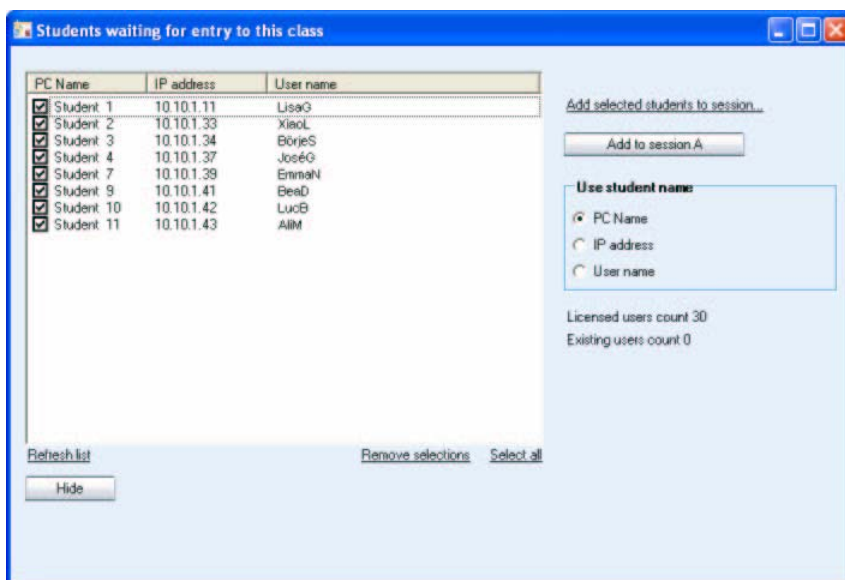 Students waiting for entry to this class
PC Name IP address User name
Student 1 10.10.1.11 LisaG
Student 2 10.10.1.33 XiaoL
Student 3 10.10.1.34 BörjeS
Student 4 10.10.1.37 JoséG
Student 7 10.10.1.39 EmmaN
Student 9 10.10.1.41 BeaD
Student 10 10.10.1.42 LucB
Student 11 10.10.1.43 AliM
Refresh list Remove selections Select all
Hide
Add selected students to session...
Add to session A
Use student name
PC Name
IP address
User name
Licensed users count 30
Existing users count 0